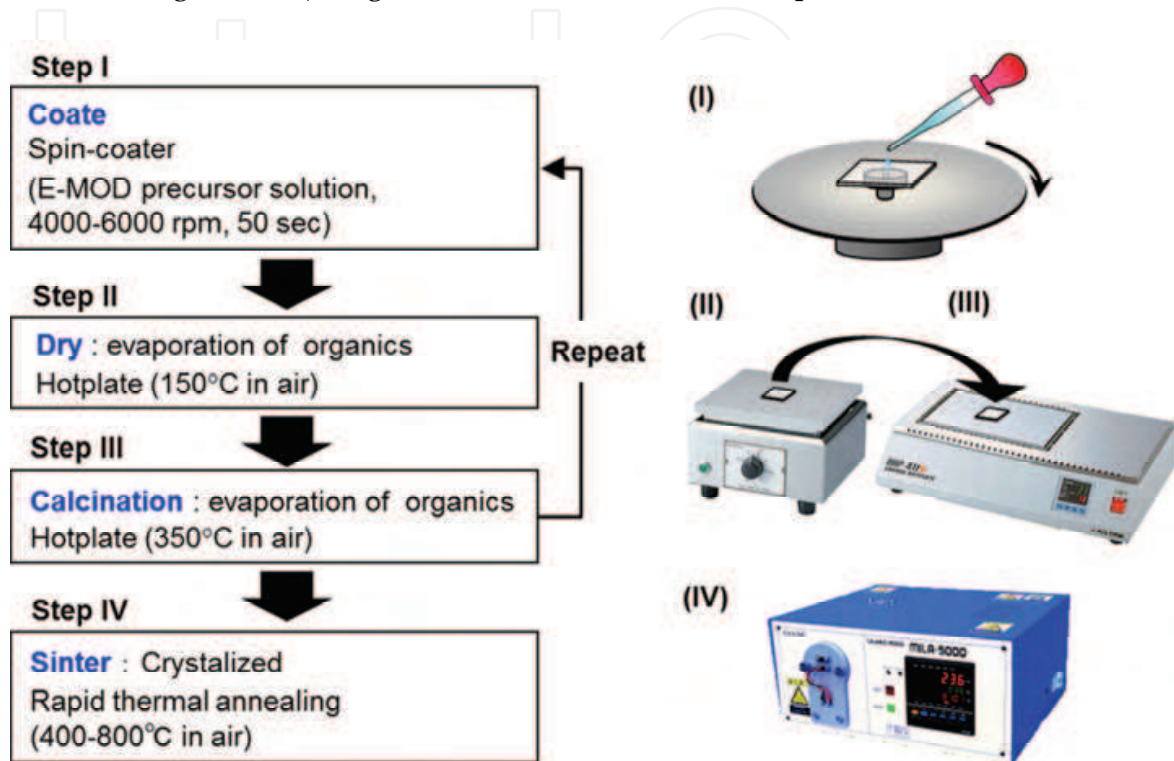 Step I
Coate
Spin-coater
(E-MOD precursor solution,
4000-6000 rpm, 50 sec)
Step II
Dry : evaporation of organics
Hotplate (150°C in air)
Repeat
Step III
Calcination : evaporation of organics
Hotplate (350°C in air)
Step IV
Sinter : Crystalized
Rapid thermal annealing
(400-800°C in air)
(I)
(II)
(III)
(IV)
MILA-5000
23.6